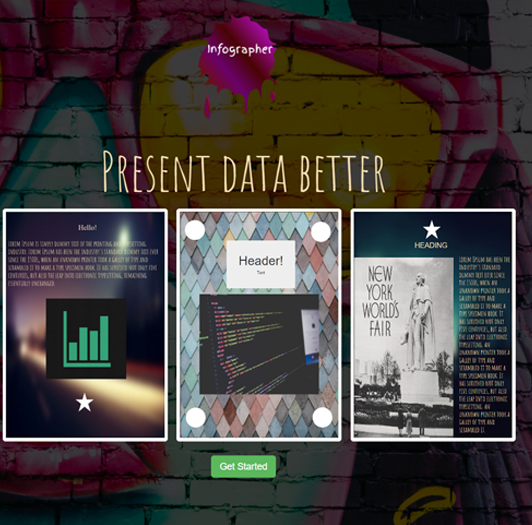 Infographer
PRESENT DATA BETTER
Hello!
LOREM IPSUM IS SIMPLY DUMMY TEXT OF THE PRINTING AND TYPESETTING
INDUSTRY. LOREM IPSUM HAS BEEN THE INDUSTRY'S STANDARD DUMMY TEXT EVER
SINCE THE 1500S, WHEN AN UNKNOWN PRINTER TOOK A GALLEY OF TYPE AND
SCRAMBLED IT TO MAKE A TYPE SPECIMEN BOOK. IT HAS SURVIVED NOT ONLY FIVE
CENTURIES, BUT ALSO THE LEAP INTO ELECTRONIC TYPESETTING, REMAINING
ESSENTIALLY UNCHANGED.
Header!
Text
HEADING
NEW
YORK
WORLD'S
FAIR
LOREM IPSUM HAS BEEN THE
INDUSTRY'S STANDARD
DUMMY TEXT EVER SINCE
THE 1500S, WHEN AN
UNKNOWN PRINTER TOOK A
GALLEY OF TYPE AND
SCRAMBLED IT TO MAKE A
TYPE SPECIMEN BOOK. IT
HAS SURVIVED NOT ONLY
FIVE CENTURIES, BUT ALSO
THE LEAP INTO ELECTRONIC
TYPESETTING. AN
UNKNOWN PRINTER TOOK A
GALLEY OF TYPE AND
SCRAMBLED IT TO MAKE A
TYPE SPECIMEN BOOK. IT
HAS SURVIVED NOT ONLY
FIVE CENTURIES, BUT ALSO
THE LEAP INTO ELECTRONIC
TYPESETTING. AN
UNKNOWN PRINTER TOOK A
GALLEY OF TYPE AND
SCRAMBLED IT.
Get Started